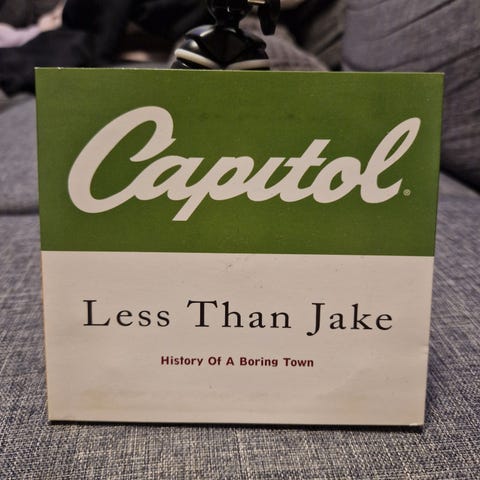 Capitol®
Less Than Jake
History Of A Boring Town